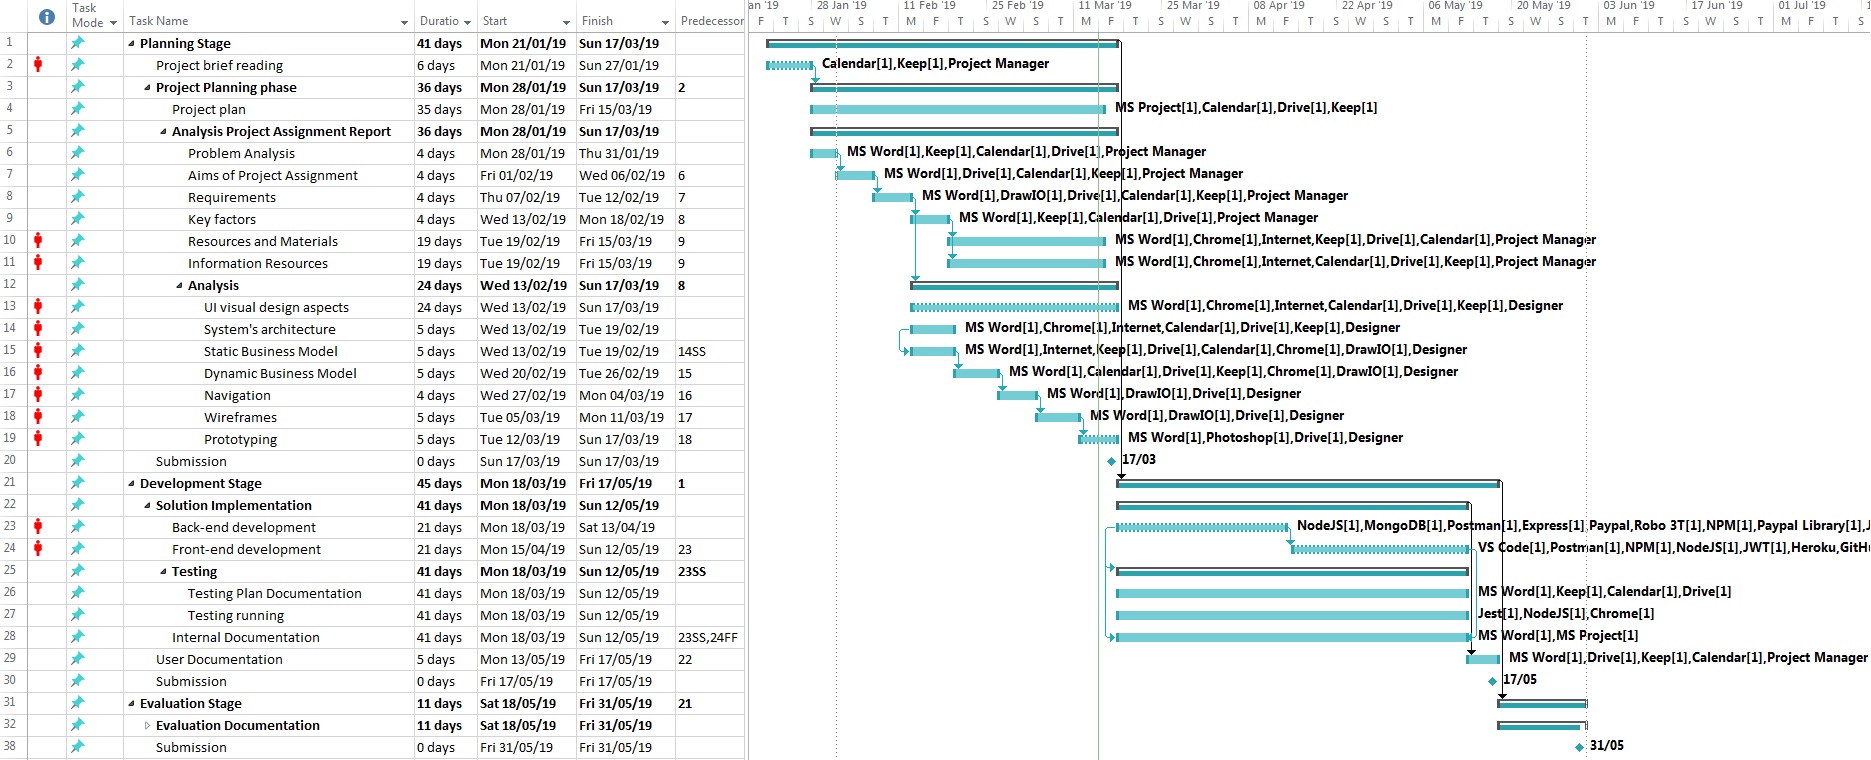 Task Mode Task Name Duratio Start Finish Predecessor an '19 28 Jan '19 11 Feb '19 25 Feb '19 11 Mar '19 25 Mar '19 08 Apr '19 22 Apr '19 06 May '19 20 May '19 03 Jun '19 17 Jun '19 01 Jul '19
F T S W S T M F T S W S T M F T S W S T M F T S W S T M F T S W S
1 Planning Stage 41 days Mon 21/01/19 Sun 17/03/19
2 Project brief reading 6 days Mon 21/01/19 Sun 27/01/19 Calendar[1],Keep[1],Project Manager
3 Project Planning phase 36 days Mon 28/01/19 Sun 17/03/19 2
4 Project plan 35 days Mon 28/01/19 Fri 15/03/19 MS Project[1],Calendar[1],Drive[1],Keep[1]
5 Analysis Project Assignment Report 36 days Mon 28/01/19 Sun 17/03/19
6 Problem Analysis 4 days Mon 28/01/19 Thu 31/01/19 MS Word[1],Keep[1],Calendar[1],Drive[1],Project Manager
7 Aims of Project Assignment 4 days Fri 01/02/19 Wed 06/02/19 6 MS Word[1],Drive[1],Calendar[1],Keep[1],Project Manager
8 Requirements 4 days Thu 07/02/19 Tue 12/02/19 7 MS Word[1],DrawIO[1],Drive[1],Calendar[1],Keep[1],Project Manager
9 Key factors 4 days Wed 13/02/19 Mon 18/02/19 8 MS Word[1],Keep[1],Calendar[1],Drive[1],Project Manager
10 Resources and Materials 19 days Tue 19/02/19 Fri 15/03/19 9 MS Word[1],Chrome[1],Internet,Keep[1],Drive[1],Calendar[1],Project Manager
11 Information Resources 19 days Tue 19/02/19 Fri 15/03/19 9 MS Word[1],Chrome[1],Internet,Calendar[1],Drive[1],Keep[1],Project Manager
12 Analysis 24 days Wed 13/02/19 Sun 17/03/19 8
13 UI visual design aspects 24 days Wed 13/02/19 Sun 17/03/19 MS Word[1],Chrome[1],Internet,Calendar[1],Drive[1],Keep[1],Designer
14 System's architecture 5 days Wed 13/02/19 Tue 19/02/19 MS Word[1],Chrome[1],Internet,Calendar[1],Drive[1],Keep[1],Designer
15 Static Business Model 5 days Wed 13/02/19 Tue 19/02/19 14SS MS Word[1],Internet,Keep[1],Drive[1],Calendar[1],Chrome[1],DrawIO[1],Designer
16 Dynamic Business Model 5 days Wed 20/02/19 Tue 26/02/19 15 MS Word[1],Calendar[1],Drive[1],Keep[1],Chrome[1],DrawIO[1],Designer
17 Navigation 4 days Wed 27/02/19 Mon 04/03/19 16 MS Word[1],DrawIO[1],Drive[1],Designer
18 Wireframes 5 days Tue 05/03/19 Mon 11/03/19 17 MS Word[1],DrawIO[1],Drive[1],Designer
19 Prototyping 5 days Tue 12/03/19 Sun 17/03/19 18 MS Word[1],Photoshop[1],Drive[1],Designer
20 Submission 0 days Sun 17/03/19 Sun 17/03/19 17/03
21 Development Stage 45 days Mon 18/03/19 Fri 17/05/19 1
22 Solution Implementation 41 days Mon 18/03/19 Sun 12/05/19
23 Back-end development 21 days Mon 18/03/19 Sat 13/04/19 NodeJS[1],MongoDB[1],Postman[1],Express[1],Paypal,Robo 3T[1],NPM[1],Paypal Library[1],J
24 Front-end development 21 days Mon 15/04/19 Sun 12/05/19 23 VS Code[1],Postman[1],NPM[1],NodeJS[1],JWT[1],Heroku,GitHu
25 Testing 41 days Mon 18/03/19 Sun 12/05/19 23SS
26 Testing Plan Documentation 41 days Mon 18/03/19 Sun 12/05/19 MS Word[1],Keep[1],Calendar[1],Drive[1]
27 Testing running 41 days Mon 18/03/19 Sun 12/05/19 Jest[1],NodeJS[1],Chrome[1]
28 Internal Documentation 41 days Mon 18/03/19 Sun 12/05/19 23SS,24FF MS Word[1],MS Project[1]
29 User Documentation 5 days Mon 13/05/19 Fri 17/05/19 22 MS Word[1],Drive[1],Keep[1],Calendar[1],Project Manager
30 Submission 0 days Fri 17/05/19 Fri 17/05/19 17/05
31 Evaluation Stage 11 days Sat 18/05/19 Fri 31/05/19 21
32 Evaluation Documentation 11 days Sat 18/05/19 Fri 31/05/19
38 Submission 0 days Fri 31/05/19 Fri 31/05/19 31/05